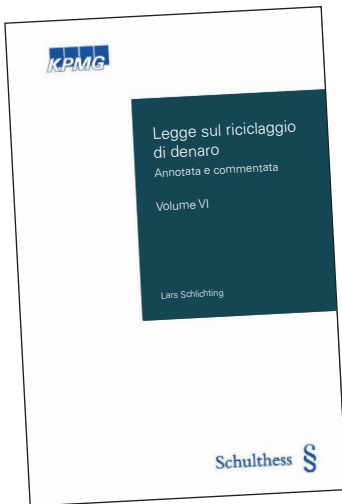 KPMG
Legge sul riciclaggio
di denaro
Annotata e commentata
Volume VI
Lars Schlichting
Schulthess §